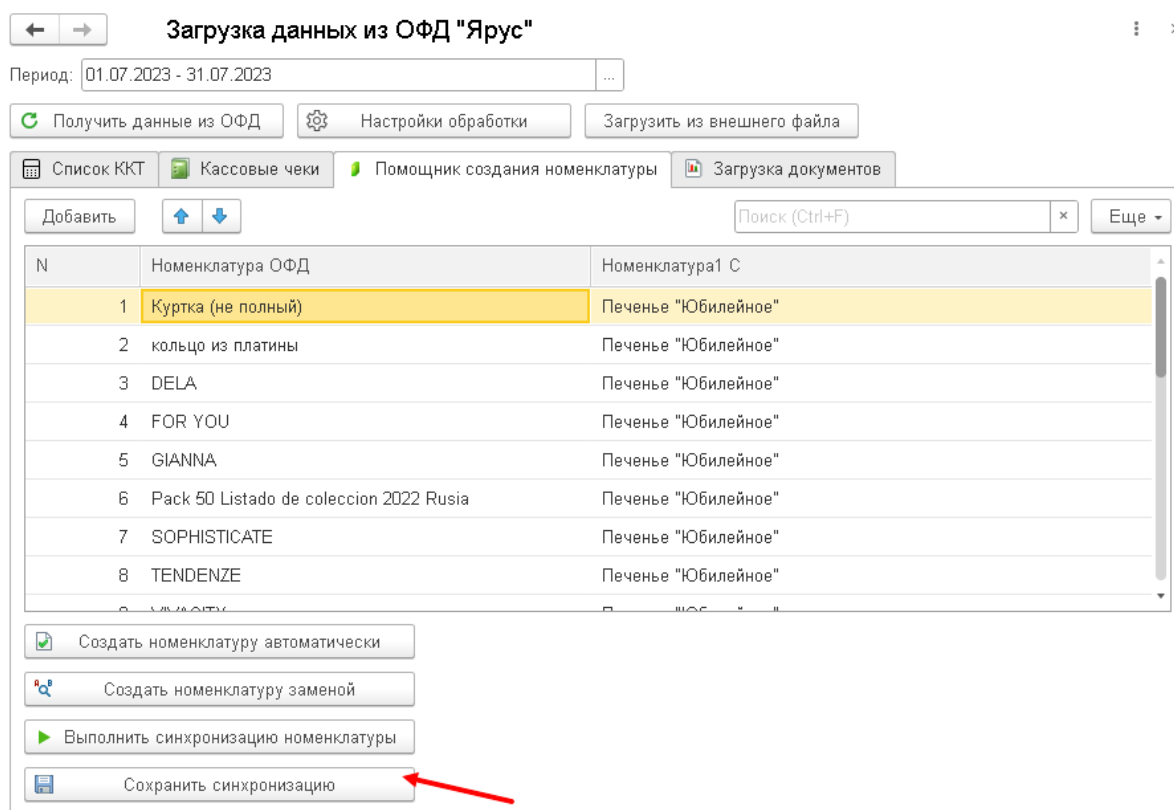 Загрузка данных из ОФД "Ярус"
Период: 01.07.2023 - 31.07.2023 ...
Получить данные из ОФД Настройки обработки Загрузить из внешнего файла
Список ККТ Кассовые чеки Помощник создания номенклатуры Загрузка документов
Добавить Поиск (Ctrl+F) × Еще
N Номенклатура ОФД Номенклатура1 С
1 Куртка (не полный) Печенье "Юбилейное"
2 кольцо из платины Печенье "Юбилейное"
3 DELA Печенье "Юбилейное"
4 FOR YOU Печенье "Юбилейное"
5 GIANNA Печенье "Юбилейное"
6 Pack 50 Listado de coleccion 2022 Rusia Печенье "Юбилейное"
7 SOPHISTICATE Печенье "Юбилейное"
8 TENDENZE Печенье "Юбилейное"
Создать номенклатуру автоматически
Создать номенклатуру заменой
Выполнить синхронизацию номенклатуры
Сохранить синхронизацию